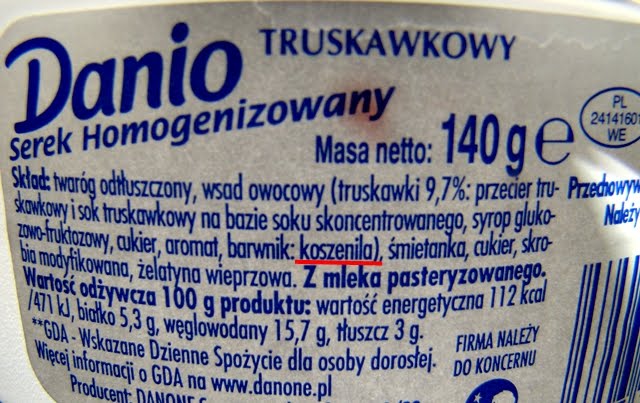 Danio
TRUSKAWKOWY
Serek Homogenizowany
Masa netto: 140 g e
PL
24141601
WE
Skład: twaróg odtłuszczony, wsad owocowy (truskawki 9,7%: przecier tru-
skawkowy i sok truskawkowy na bazie soku skoncentrowanego, syrop gluko-
zowo-fruktozowy, cukier, aromat, barwnik: koszenila), śmietanka, cukier, skro-
bia modyfikowana, żelatyna wieprzowa. Z mleka pasteryzowanego.
Wartość odżywcza 100 g produktu: wartość energetyczna 112 kcal
/471 kJ, białko 5,3 g, węglowodany 15,7 g, tłuszcz 3 g.
**GDA - Wskazane Dzienne Spożycie dla osoby dorosłej.
Więcej informacji o GDA na www.danone.pl
Producent: DANONE
Przechowyw
Należy
FIRMA NALEŻY
DO KONCERNU